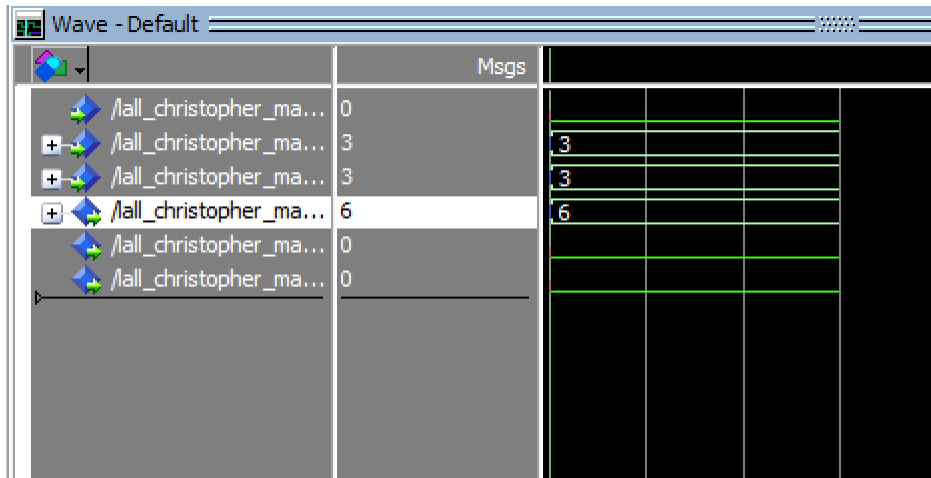 Wave - Default
Msgs
/lall_christopher_ma... 0
/lall_christopher_ma... 3 3
/lall_christopher_ma... 3 3
/lall_christopher_ma... 6 6
/lall_christopher_ma... 0
/lall_christopher_ma... 0